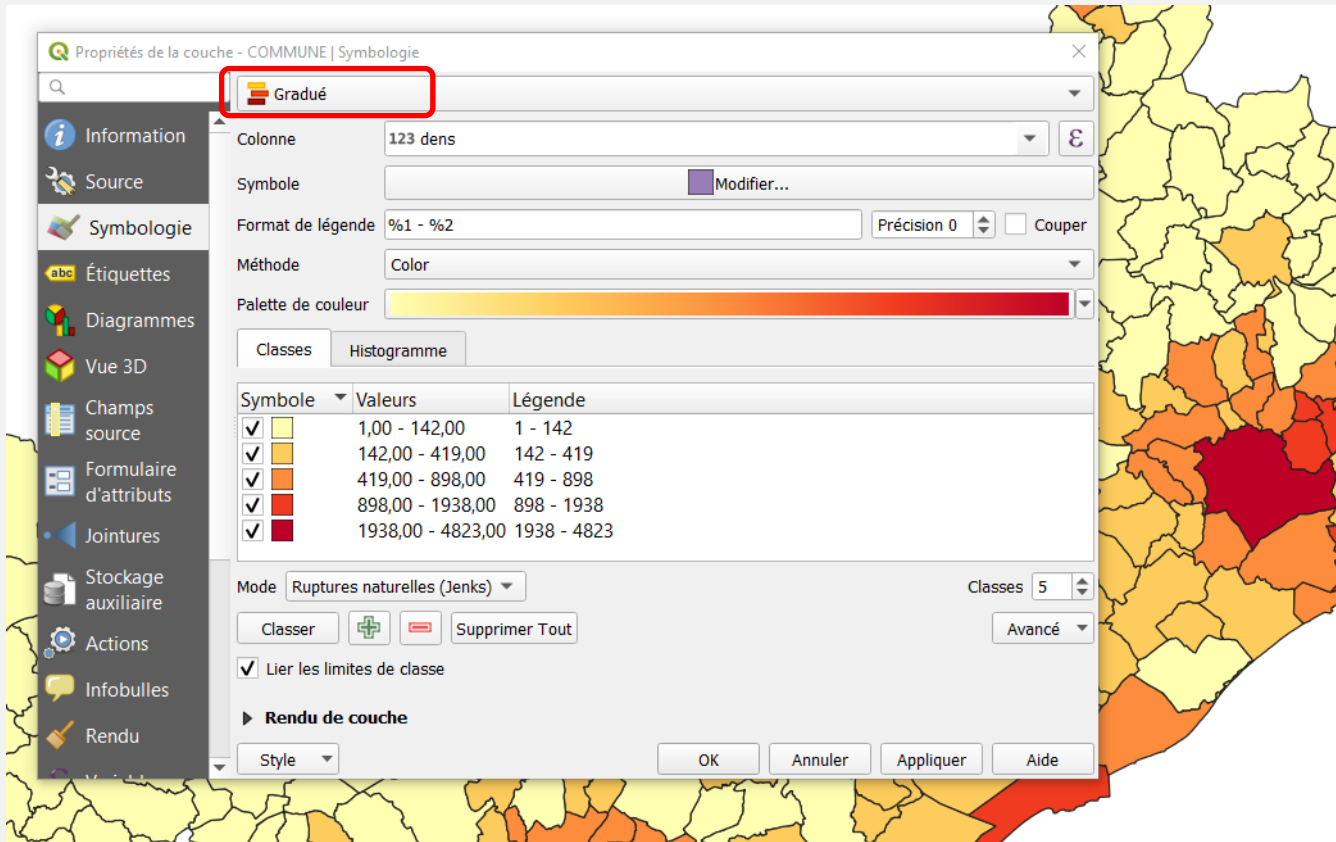 Propriétés de la couche - COMMUNE | Symbologie
Gradué
Information
Source
Symbologie
abc Étiquettes
Diagrammes
Vue 3D
Champs
source
Formulaire
d'attributs
Jointures
Stockage
auxiliaire
Actions
Infobulles
Rendu
Colonne 123 dens ε
Symbole Modifier...
Format de légende %1 - %2 Précision 0 Couper
Méthode Color
Palette de couleur
Classes Histogramme
Symbole Valeurs Légende
1,00 - 142,00 1 - 142
142,00 - 419,00 142 - 419
419,00 - 898,00 419 - 898
898,00 - 1938,00 898 - 1938
1938,00 - 4823,00 1938 - 4823
Mode Ruptures naturelles (Jenks) Classes 5
Classer Supprimer Tout Avancé
Lier les limites de classe
Rendu de couche
Style OK Annuler Appliquer Aide